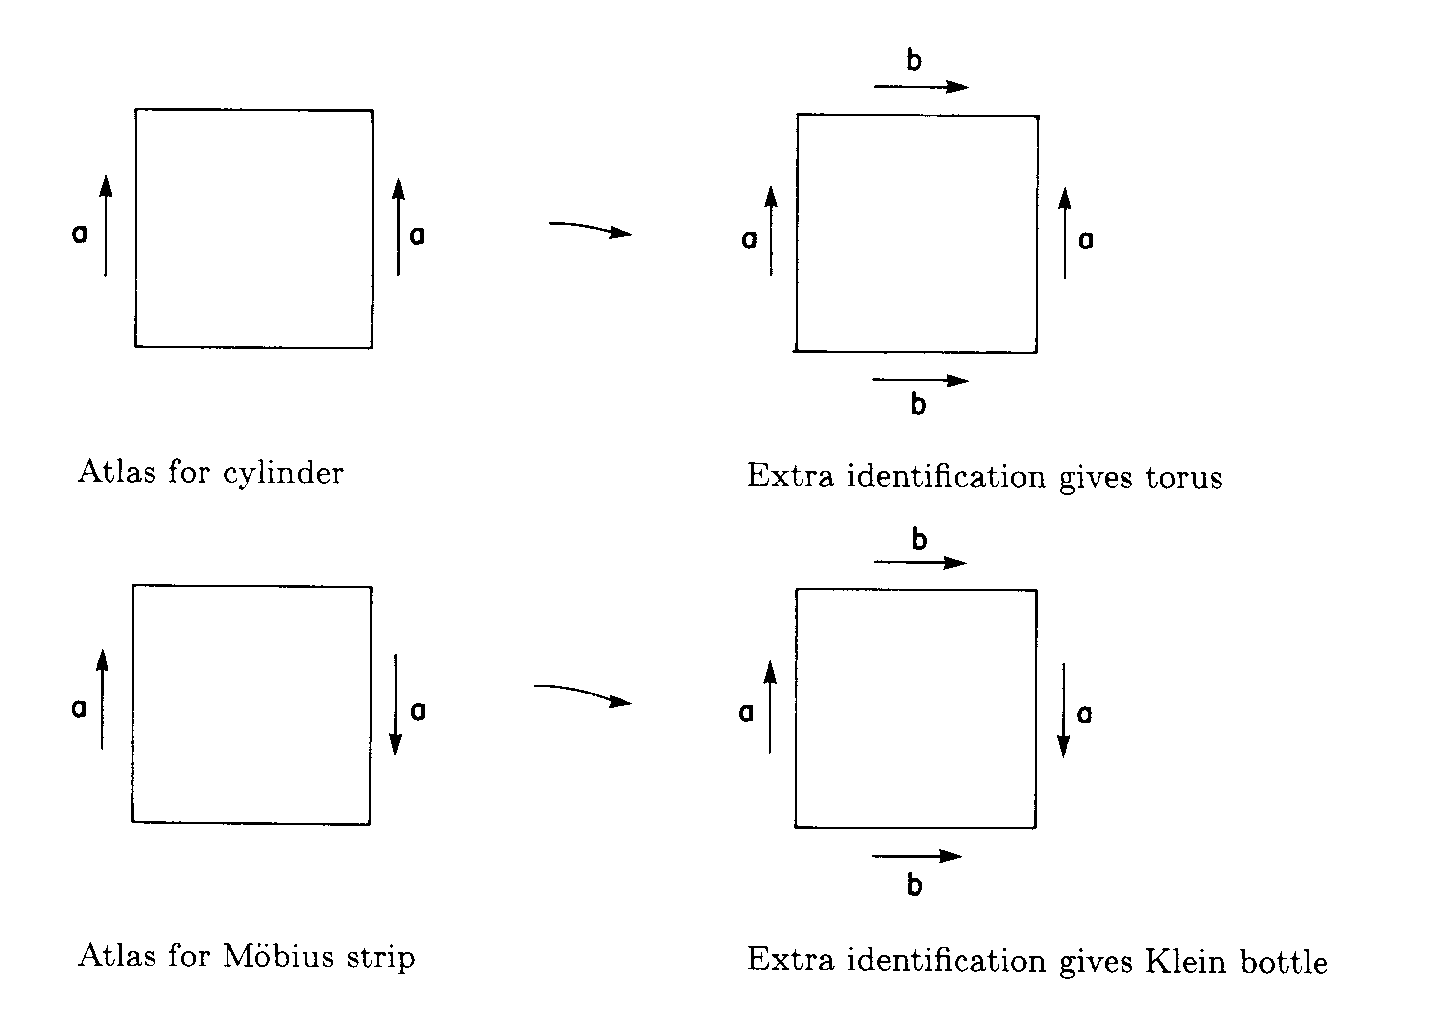 b
a
a
a
a
b
Atlas for cylinder
Extra identification gives torus
b
a
a
a
a
b
Atlas for Möbius strip
Extra identification gives Klein bottle